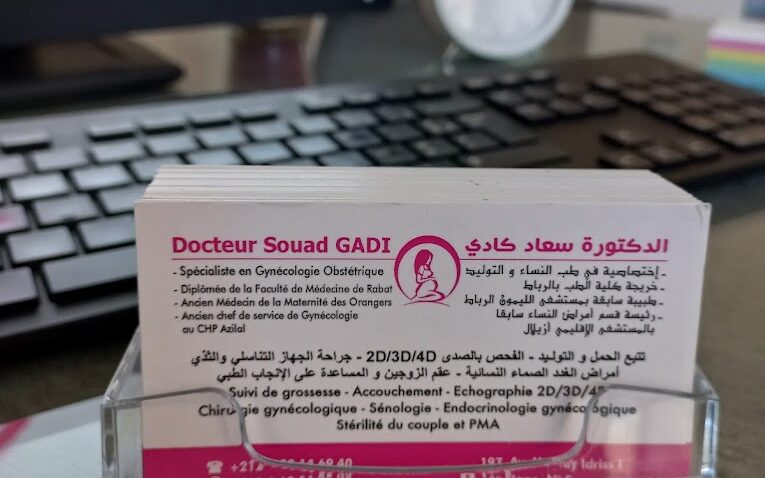 Docteur Souad GADI
- Spécialiste en Gynécologie Obstétrique
- Diplômée de la Faculté de Médecine de Rabat
- Ancien Médecin de la Maternité des Orangers
- Ancien chef de service de Gynécologie
au CHP Azilal
الدكتورة سعاد كادي
- إختصاصية في طب النساء و التوليد
- خريجة كلية الطب بالرباط
- طبيبة سابقة بمستشفى الليمون الرباط
- رئيسة قسم أمراض النساء سابقا
بالمستشفى الإقليمي أزيلال
تتبع الحمل و التوليد - الفحص بالصدى 2D/3D/4D - جراحة الجهاز التناسلي والثذي
أمراض الغدد الصماء النسائية - عقم الزوجين و المساعدة على الإنجاب الطبي
Suivi de grossesse - Accouchement - Echographie 2D/3D/4D
Chirurgie gynécologique - Sénologie - Endocrinologie gynécologique
Stérilité du couple et PMA
Idriss i